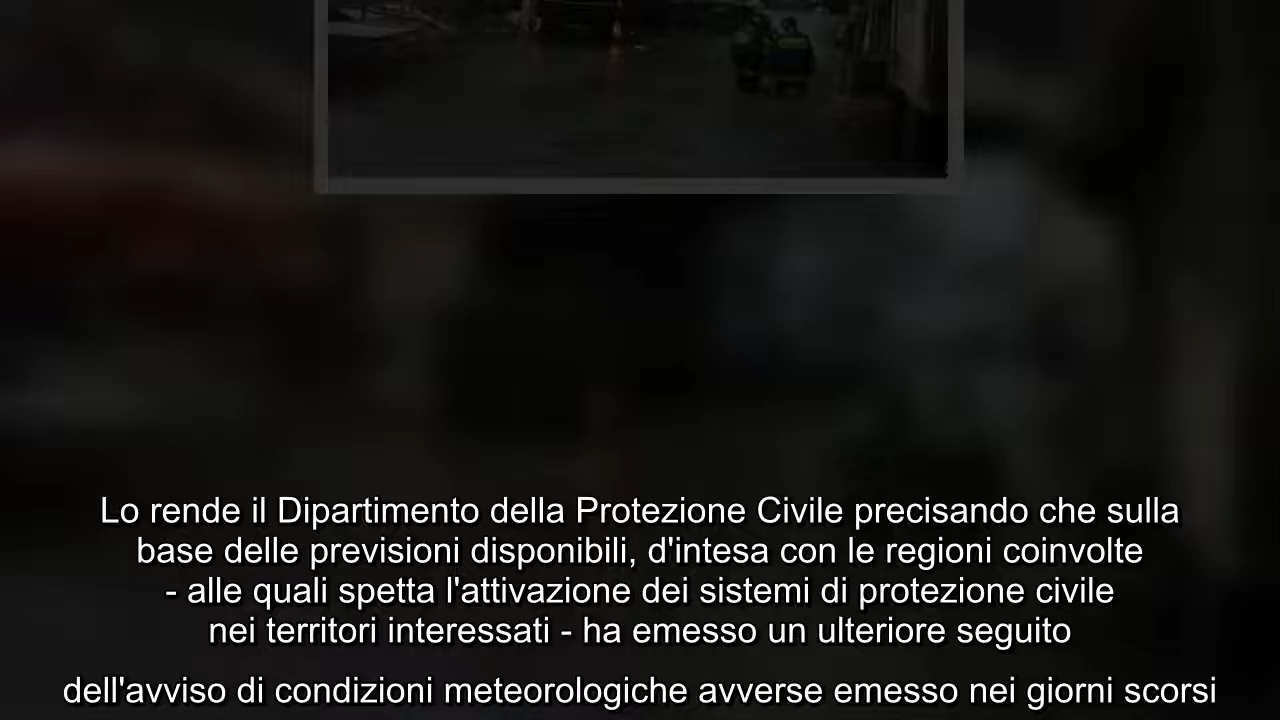 Lo rende il Dipartimento della Protezione Civile precisando che sulla
base delle previsioni disponibili, d'intesa con le regioni coinvolte
- alle quali spetta l'attivazione dei sistemi di protezione civile
nei territori interessati - ha emesso un ulteriore seguito
dell'avviso di condizioni meteorologiche avverse emesso nei giorni scorsi